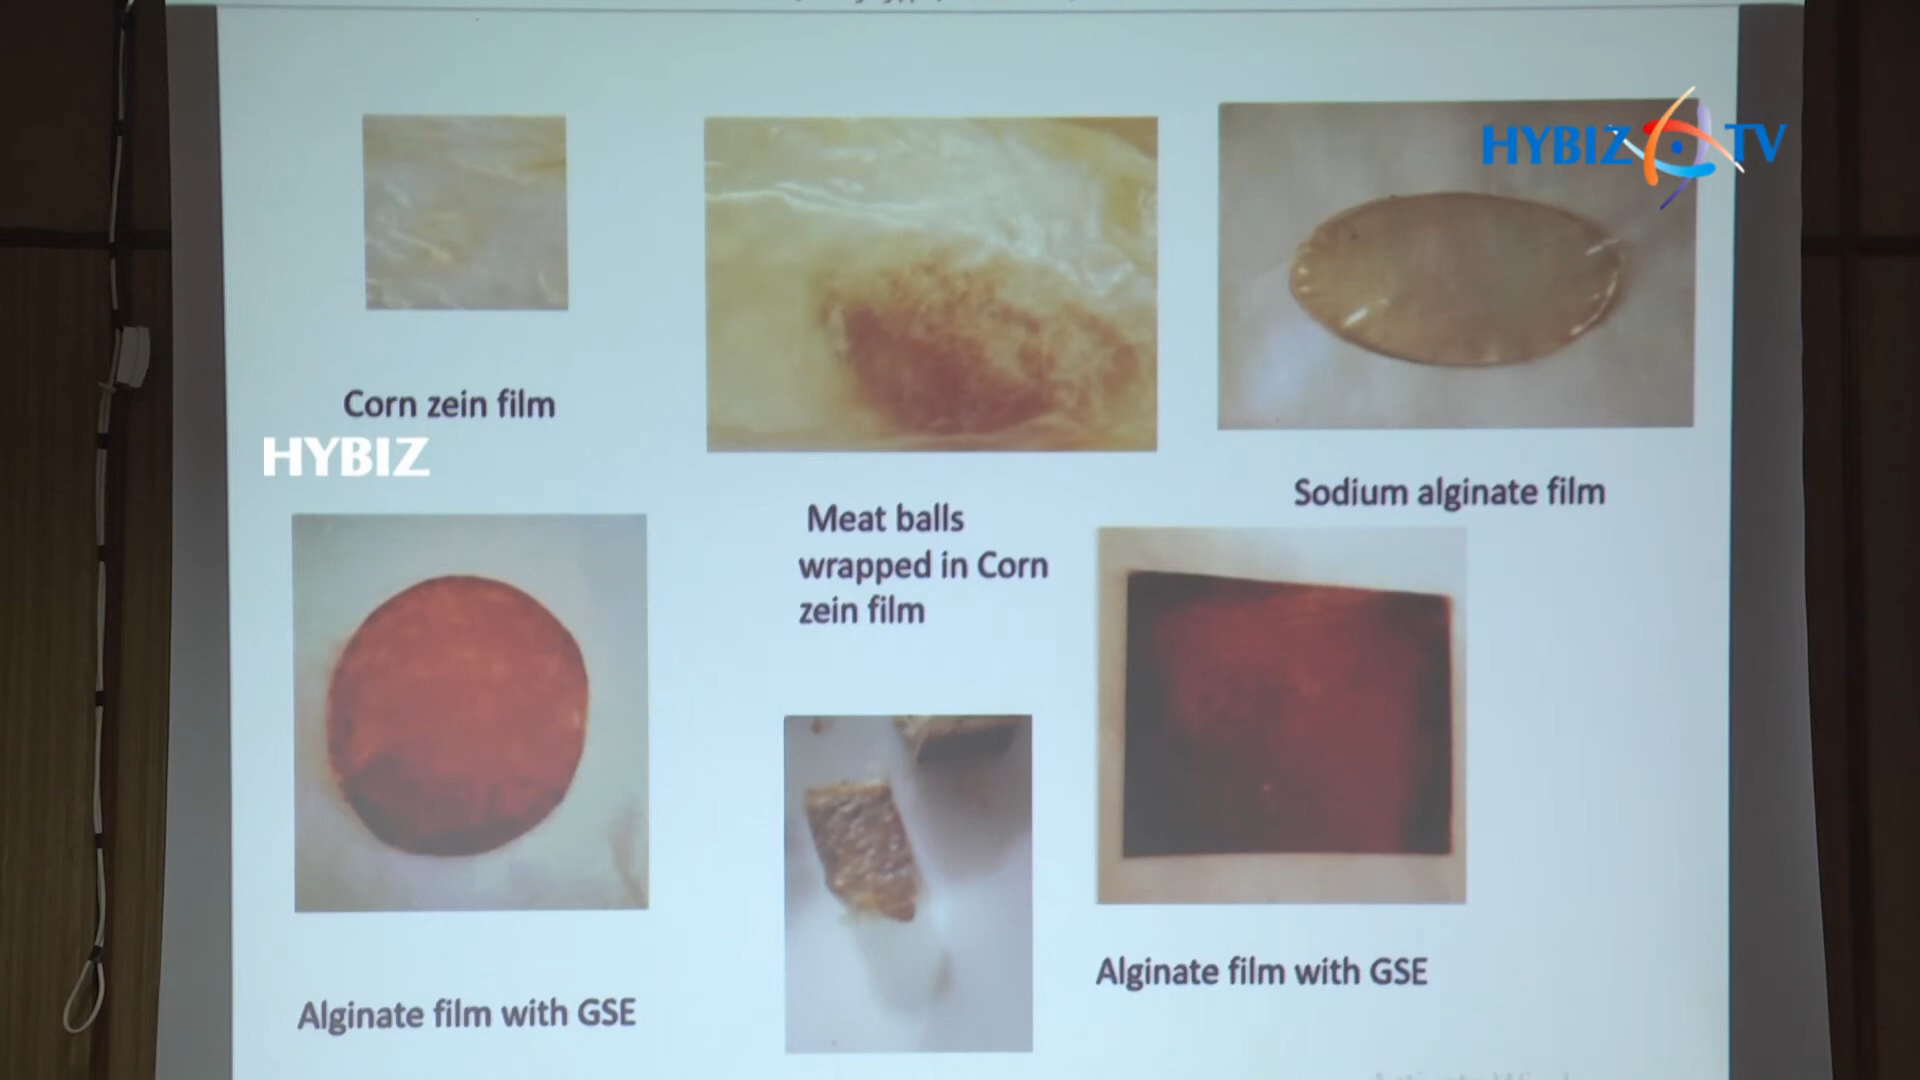 HYBIZ TV
Corn zein film
HYBIZ
Sodium alginate film
Meat balls
wrapped in Corn
zein film
Alginate film with GSE
Alginate film with GSE